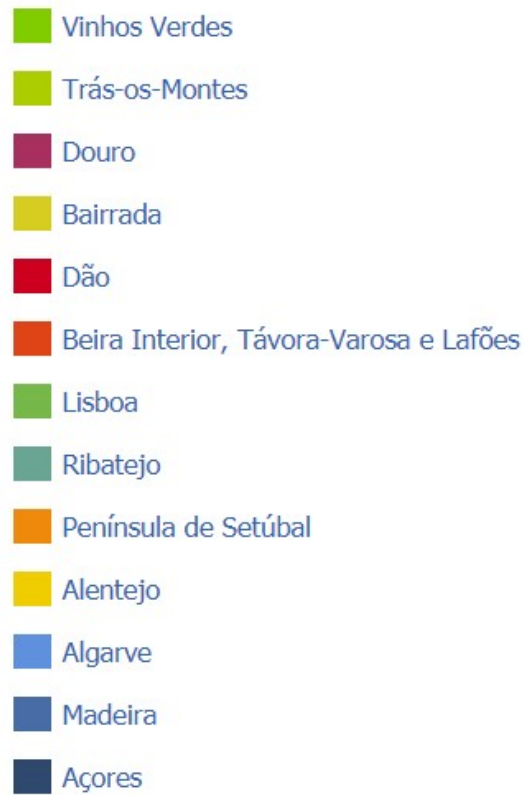 Vinhos Verdes
Trás-os-Montes
Douro
Bairrada
Dão
Beira Interior, Távora-Varosa e Lafões
Lisboa
Ribatejo
Península de Setúbal
Alentejo
Algarve
Madeira
Açores